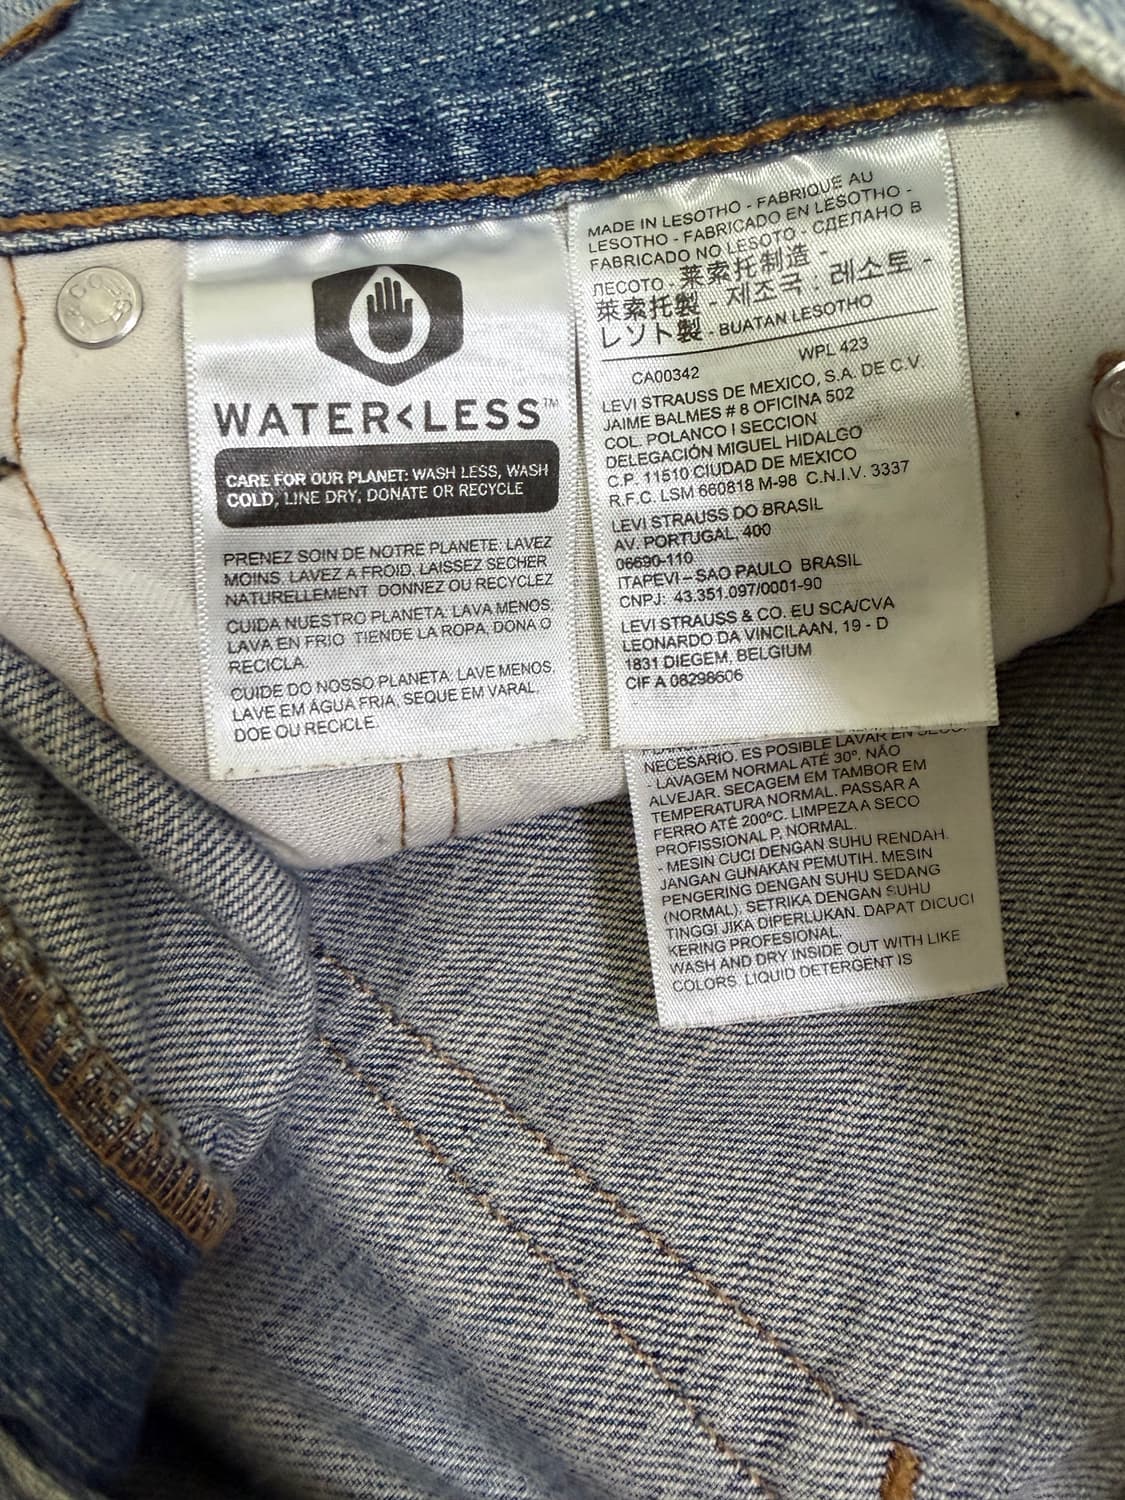 WATER<LESS™
CARE FOR OUR PLANET: WASH LESS, WASH
COLD, LINE DRY, DONATE OR RECYCLE
PRENEZ SOIN DE NOTRE PLANETE: LAVEZ
MOINS, LAVEZ A FROID, LAISSEZ SECHER
NATURELLEMENT DONNEZ OU RECYCLEZ
CUIDA NUESTRO PLANETA. LAVA MENOS,
LAVA EN FRIO TIENDE LA ROPA, DONA O
RECICLA.
CUIDE DO NOSSO PLANETA: LAVE MENOS,
LAVE EM ÁGUA FRIA, SEQUE EM VARAL.
DOE OU RECICLE.
MADE IN LESOTHO - FABRIQUE AU
LESOTHO - FABRICADO EN LESOTHO -
FABRICADO NO LESOTO - СДЕЛАНО В
ЛЕСОТО - 莱索托制造 -
萊索托製 - 제조국 : 레소토 -
レソト製 - BUATAN LESOTHO
CA00342 WPL 423
LEVI STRAUSS DE MEXICO, S.A. DE C.V.
JAIME BALMES # 8 OFICINA 502
COL. POLANCO I SECCION
DELEGACIÓN MIGUEL HIDALGO
C.P. 11510 CIUDAD DE MEXICO
R.F.C. LSM 660818 M-98 C.N.I.V. 3337
LEVI STRAUSS DO BRASIL
AV. PORTUGAL, 400
06690-110
ITAPEVI – SAO PAULO BRASIL
CNPJ: 43.351.097/0001-90
LEVI STRAUSS & CO. EU SCA/CVA
LEONARDO DA VINCILAAN, 19 - D
1831 DIEGEM, BELGIUM
CIF A 08298606
NECESARIO. ES POSIBLE LAVAR EN
- LAVAGEM NORMAL ATÉ 30º, NÃO
ALVEJAR. SECAGEM EM TAMBOR EM
TEMPERATURA NORMAL. PASSAR A
FERRO ATÉ 200ºC. LIMPEZA A SECO
PROFISSIONAL P, NORMAL.
- MESIN CUCI DENGAN SUHU RENDAH.
JANGAN GUNAKAN PEMUTIH. MESIN
PENGERING DENGAN SUHU SEDANG
(NORMAL). SETRIKA DENGAN SUHU
TINGGI JIKA DIPERLUKAN. DAPAT DICUCI
KERING PROFESIONAL.
WASH AND DRY INSIDE OUT WITH LIKE
COLORS. LIQUID DETERGENT IS